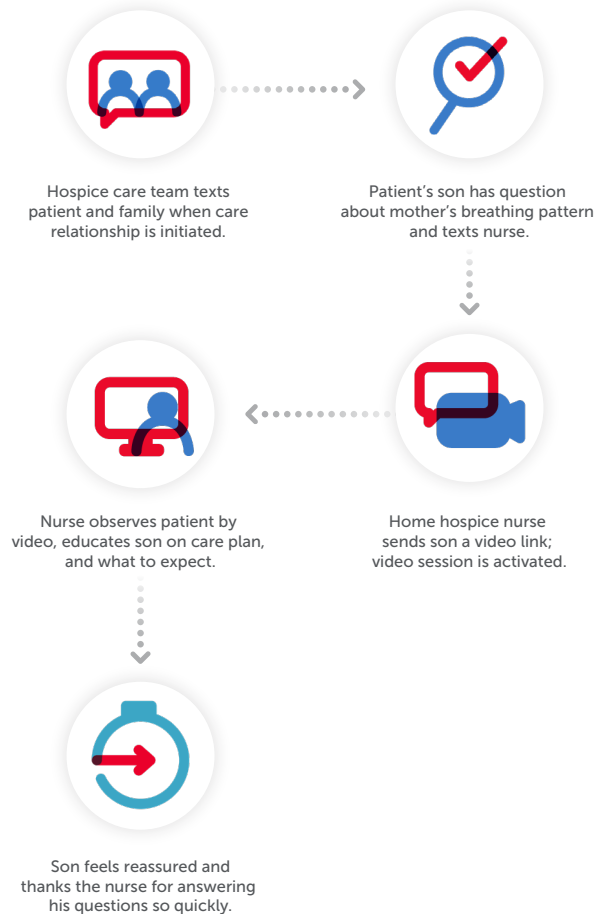 Hospice care team texts
patient and family when care
relationship is initiated.
Patient’s son has question
about mother’s breathing pattern
and texts nurse.
Home hospice nurse
sends son a video link;
video session is activated.
Nurse observes patient by
video, educates son on care plan,
and what to expect.
Son feels reassured and
thanks the nurse for answering
his questions so quickly.